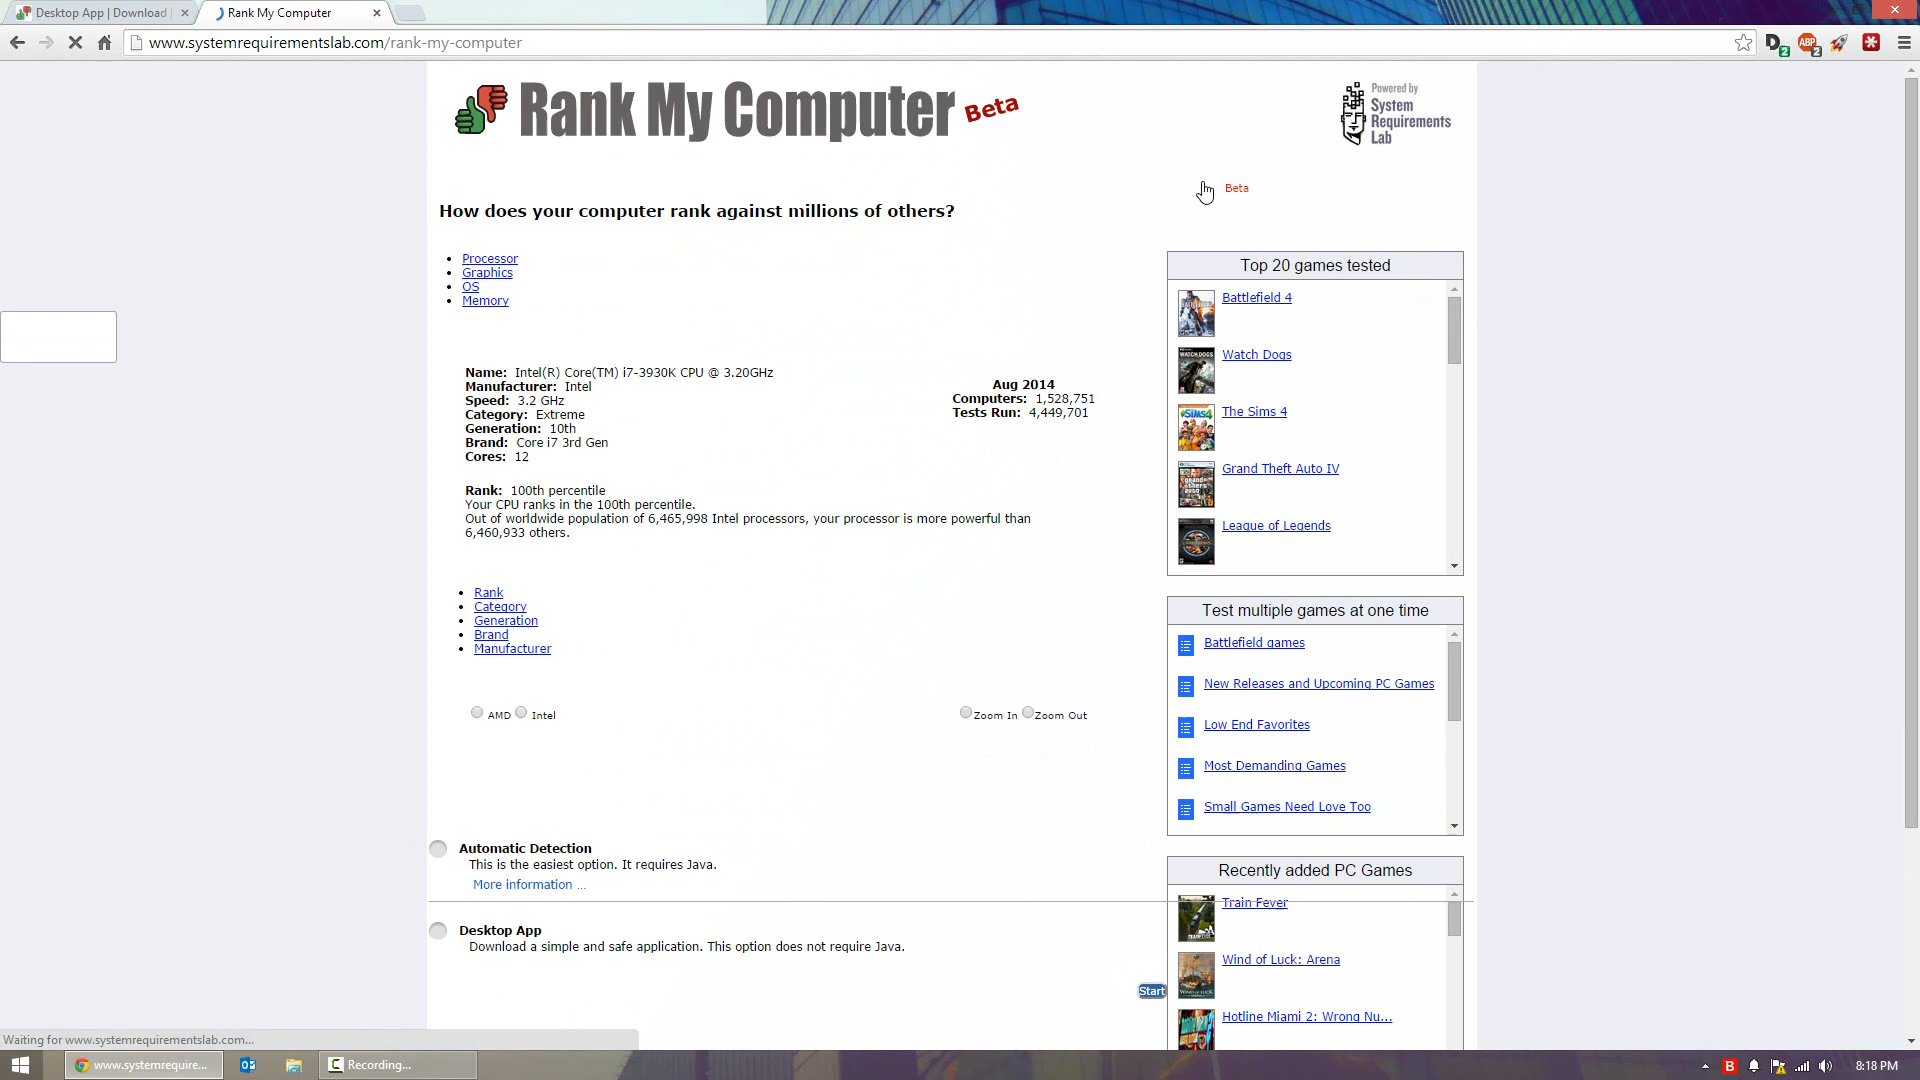 Desktop App | Download
Rank My Computer
www.systemrequirementslab.com/rank-my-computer
D 2
ABP 2
Rank My Computer Beta
Powered by
System
Requirements
Lab
Beta
How does your computer rank against millions of others?
Processor
Graphics
OS
Memory
Name: Intel(R) Core(TM) i7-3930K CPU @ 3.20GHz
Manufacturer: Intel
Speed: 3.2 GHz
Category: Extreme
Generation: 10th
Brand: Core i7 3rd Gen
Cores: 12
Aug 2014
Computers: 1,528,751
Tests Run: 4,449,701
Rank: 100th percentile
Your CPU ranks in the 100th percentile.
Out of worldwide population of 6,465,998 Intel processors, your processor is more powerful than
6,460,933 others.
Rank
Category
Generation
Brand
Manufacturer
AMD Intel
Zoom In Zoom Out
Automatic Detection
This is the easiest option. It requires Java.
More information ...
Desktop App
Download a simple and safe application. This option does not require Java.
Start
Top 20 games tested
Battlefield 4
Watch Dogs
The Sims 4
Grand Theft Auto IV
League of Legends
Test multiple games at one time
Battlefield games
New Releases and Upcoming PC Games
Low End Favorites
Most Demanding Games
Small Games Need Love Too
Recently added PC Games
Train Fever
Wind of Luck: Arena
Hotline Miami 2: Wrong Nu...
Waiting for www.systemrequirementslab.com...
www.systemrequire...
Recording...
8:18 PM